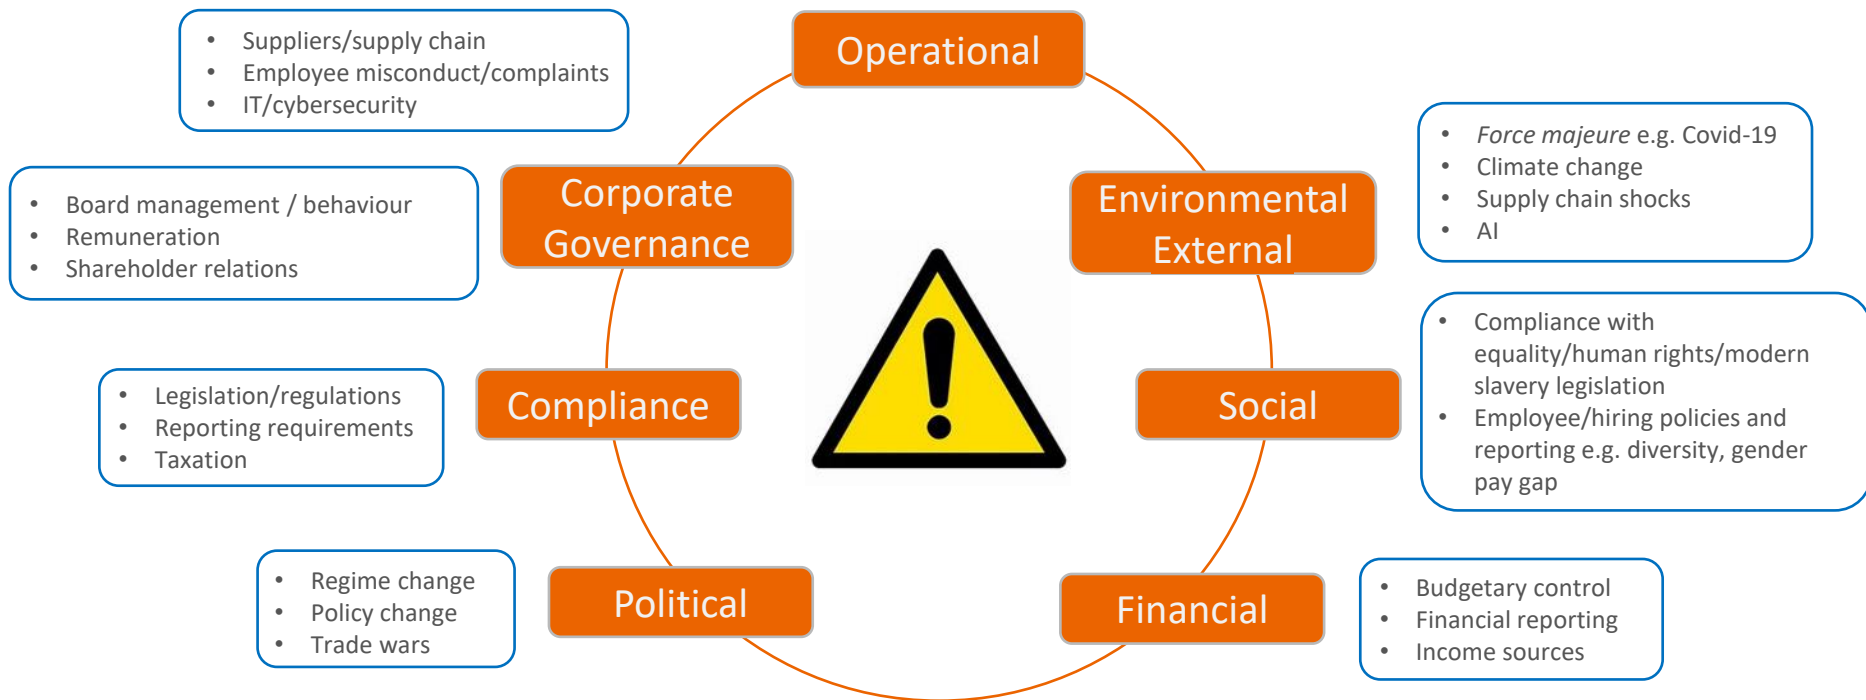 Operational
• Suppliers/supply chain
• Employee misconduct/complaints
• IT/cybersecurity
Corporate
Governance
• Board management / behaviour
• Remuneration
• Shareholder relations
Environmental
External
• Force majeure e.g. Covid-19
• Climate change
• Supply chain shocks
• AI
Compliance
• Legislation/regulations
• Reporting requirements
• Taxation
Social
• Compliance with
equality/human rights/modern
slavery legislation
• Employee/hiring policies and
reporting e.g. diversity, gender
pay gap
Political
• Regime change
• Policy change
• Trade wars
Financial
• Budgetary control
• Financial reporting
• Income sources